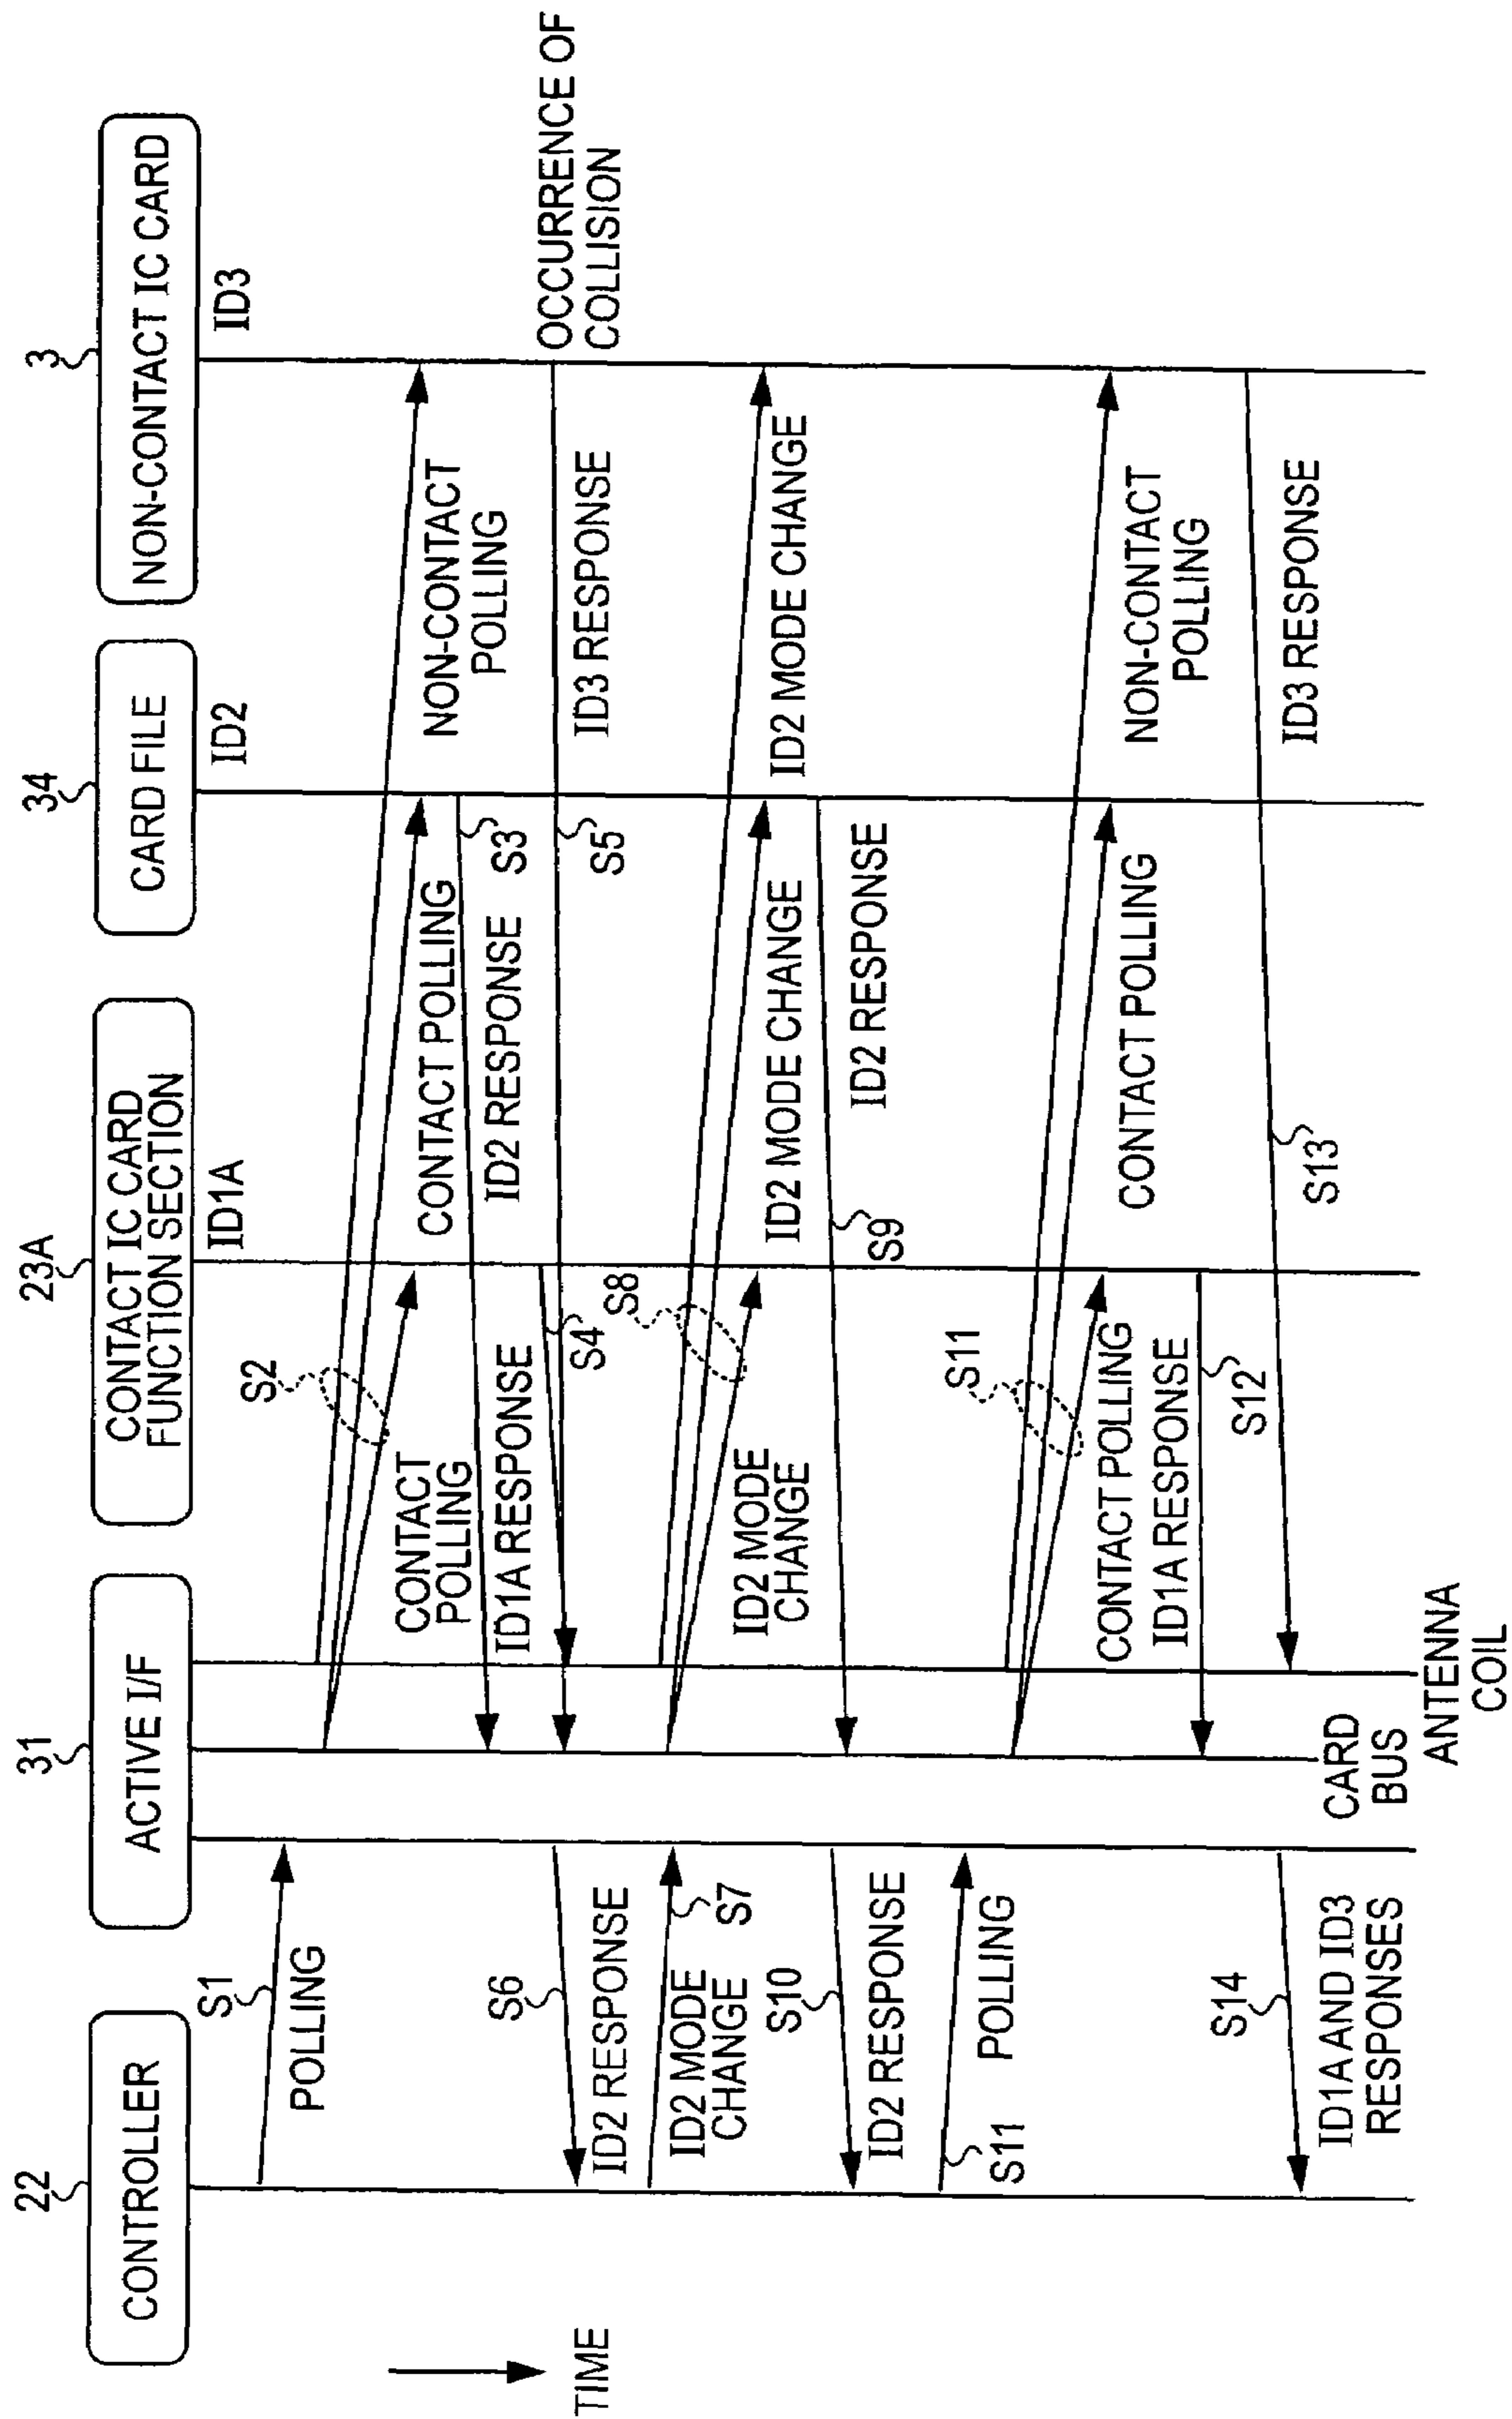 22
CONTROLLER
31
ACTIVE I/F
23A
CONTACT IC CARD
FUNCTION SECTION
ID1A
34
CARD FILE
ID2
3
NON-CONTACT IC CARD
ID3
TIME
S1
POLLING
S2
CONTACT
POLLING
CONTACT POLLING
NON-CONTACT
POLLING
S3
ID2 RESPONSE
ID1A RESPONSE
S4
S5
ID3 RESPONSE
OCCURRENCE OF
COLLISION
S6
ID2 RESPONSE
S7
ID2 MODE
CHANGE
S8
ID2 MODE
CHANGE
ID2 MODE CHANGE
ID2 MODE CHANGE
S9
ID2 RESPONSE
S10
ID2 RESPONSE
S11
POLLING
S11
CONTACT POLLING
CONTACT POLLING
NON-CONTACT
POLLING
ID1A RESPONSE
S12
S13
ID3 RESPONSE
S14
ID1A AND ID3
RESPONSES
CARD
BUS
ANTENNA
COIL